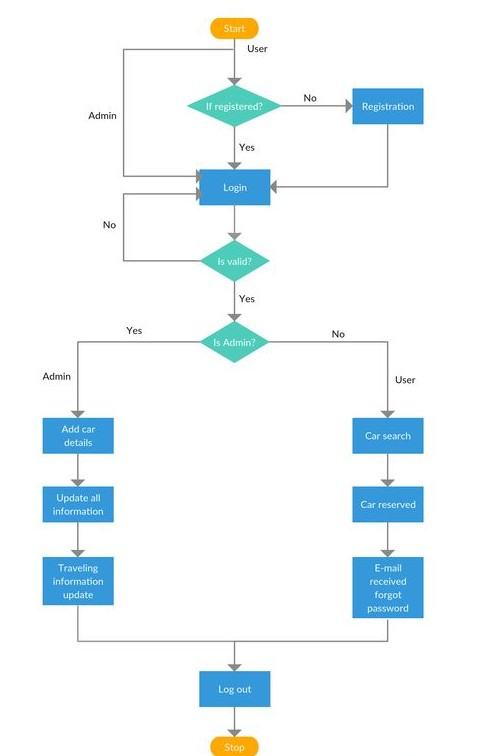 Start
User
If registered?
No
Registration
Admin
Yes
Login
No
Is valid?
Yes
Is Admin?
Yes
No
Admin
User
Add car
details
Car search
Update all
information
Car reserved
Traveling
information
update
E-mail
received
forgot
password
Log out
Stop